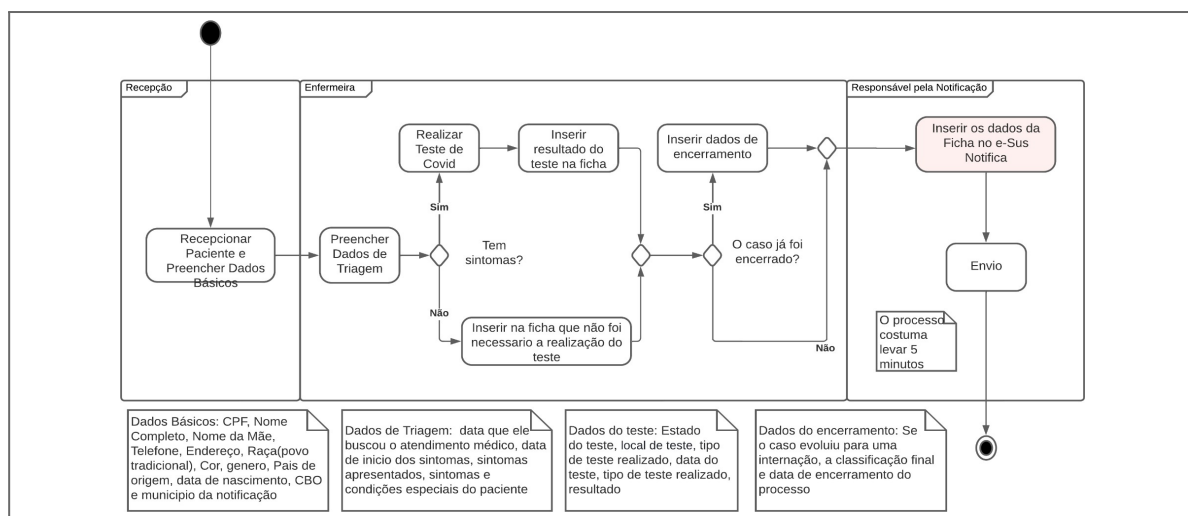 Recepção
Enfermeira
Responsável pela Notificação
Realizar
Teste de
Covid
Inserir
resultado do
teste na ficha
Inserir dados de
encerramento
Inserir os dados da
Ficha no e-Sus
Notifica
Sim
Sim
Recepcionar
Paciente e
Preencher Dados
Básicos
Preencher
Dados de
Triagem
Tem
sintomas?
O caso já foi
encerrado?
Envio
Não
Inserir na ficha que não foi
necessario a realização do
teste
Não
O processo
costuma
levar 5
minutos
Dados Básicos: CPF, Nome
Completo, Nome da Mãe,
Telefone, Endereço, Raça(povo
tradicional), Cor, genero, Pais de
origem, data de nascimento, CBO
e municipio da notificação
Dados de Triagem:  data que ele
buscou o atendimento médico, data
de inicio dos sintomas, sintomas
apresentados, sintomas e
condições especiais do paciente
Dados do teste: Estado
do teste, local de teste, tipo
de teste realizado, data do
teste, tipo de teste realizado,
resultado
Dados do encerramento: Se
o caso evoluiu para uma
internação, a classificação final
e data de encerramento do
processo